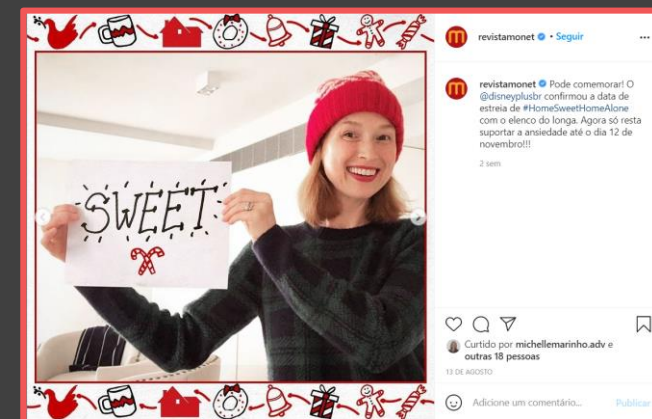 SWEET
revistamonet • Seguir
...
revistamonet Pode comemorar! O
@disneyplusbr confirmou a data de
estreia de #HomeSweetHomeAlone
com o elenco do longa. Agora só resta
suportar a ansiedade até o dia 12 de
novembro!!!
2 sem
Curtido por michellemarinho.adv e
outras 18 pessoas
13 DE AGOSTO
Adicione um comentário... Publicar